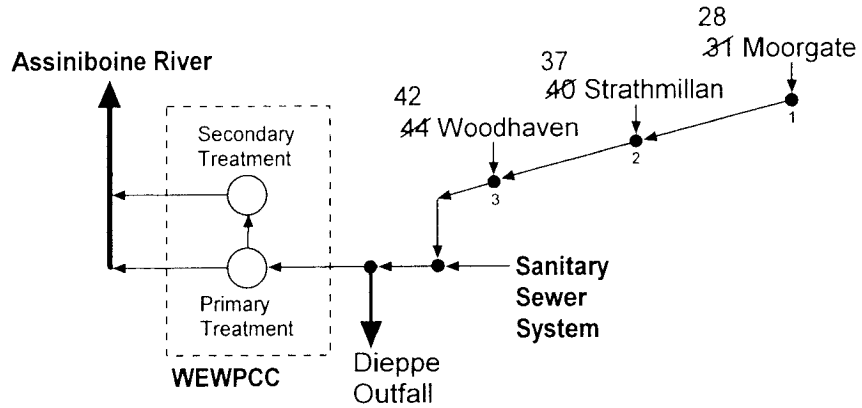 28
31 Moorgate
Assiniboine River
37
40 Strathmillan
42
44 Woodhaven
1
2
3
Secondary
Treatment
Primary
Treatment
WEWPCC
Sanitary
Sewer
System
Dieppe
Outfall